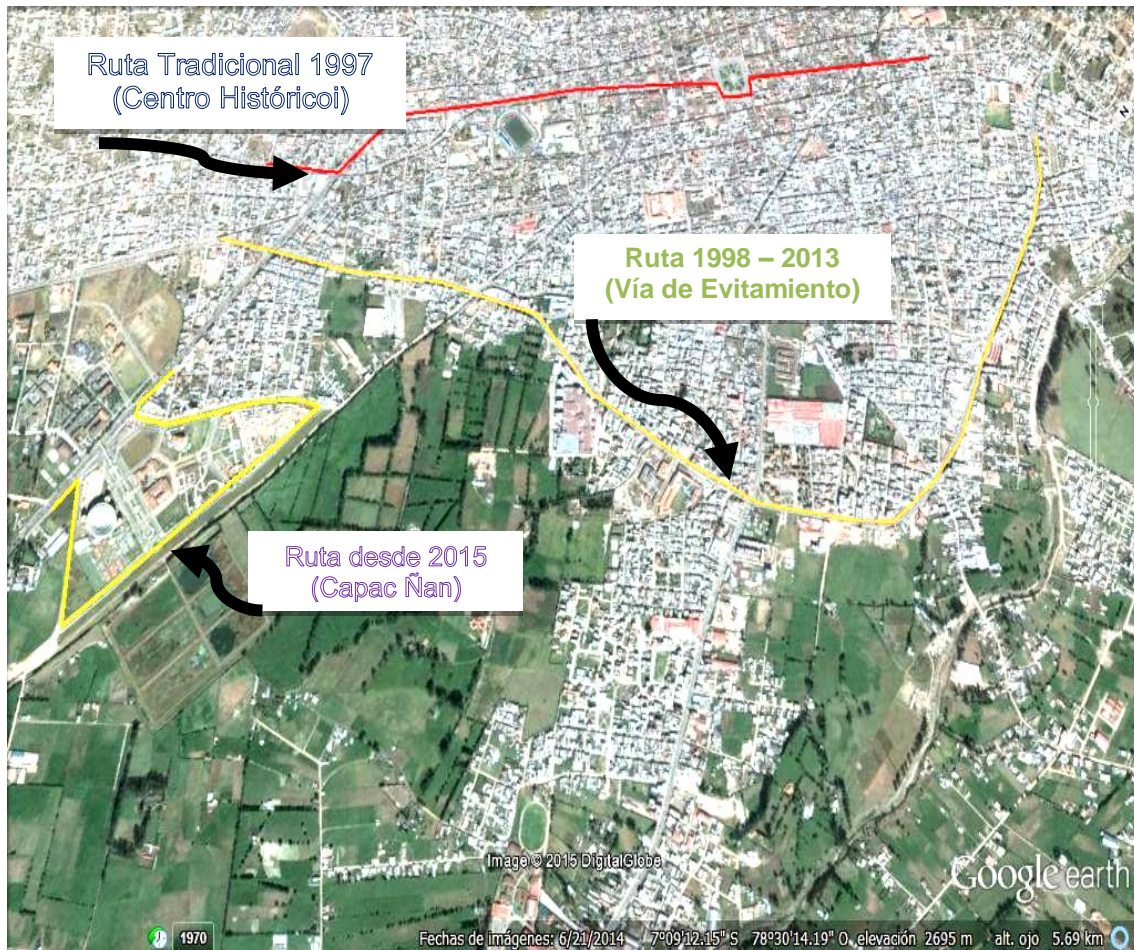 Ruta Tradicional 1997
(Centro Históricoi)
Ruta 1998 – 2013
(Vía de Evitamiento)
Ruta desde 2015
(Capac Ñan)
Image © 2015 DigitalGlobe
Google earth
1970
Fechas de imágenes: 6/21/2014 7°09'12.15" S 78°30'14.19" O elevación 2695 m alt. ojo 5.69 km
N